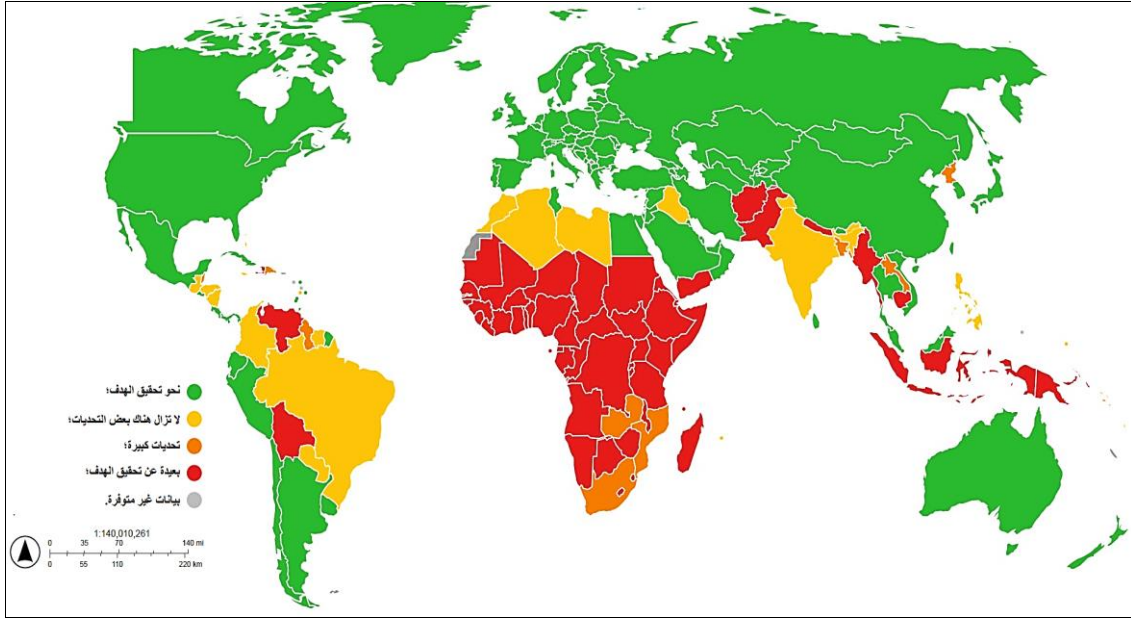 نحو تحقيق الهدف؛
لا تزال هناك بعض التحديات؛
تحديات كبيرة؛
بعيدة عن تحقيق الهدف؛
بيانات غير متوفرة.
1:140,010,261
0 35 70 140 mi
0 55 110 220 km